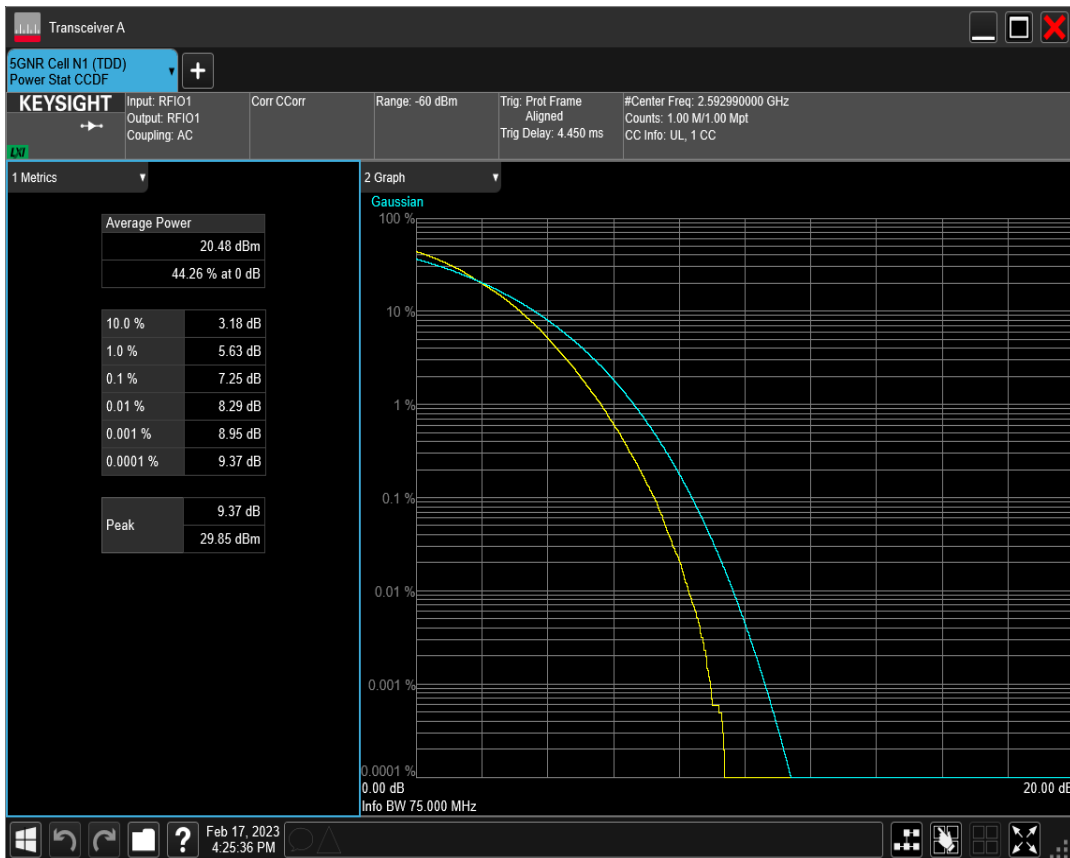 Transceiver A
5GNR Cell N1 (TDD)
Power Stat CCDF
KEYSIGHT
LXI
Input: RFIO1
Output: RFIO1
Coupling: AC
Corr CCorr
Range: -60 dBm
Trig: Prot Frame
Aligned
Trig Delay: 4.450 ms
#Center Freq: 2.592990000 GHz
Counts: 1.00 M/1.00 Mpt
CC Info: UL, 1 CC
1 Metrics
Average Power
20.48 dBm
44.26 % at 0 dB
10.0 % 3.18 dB
1.0 % 5.63 dB
0.1 % 7.25 dB
0.01 % 8.29 dB
0.001 % 8.95 dB
0.0001 % 9.37 dB
Peak
9.37 dB
29.85 dBm
2 Graph
Gaussian
100 %
10 %
1 %
0.1 %
0.01 %
0.001 %
0.0001 %
0.00 dB 20.00 dB
Info BW 75.000 MHz
?
Feb 17, 2023
4:25:36 PM